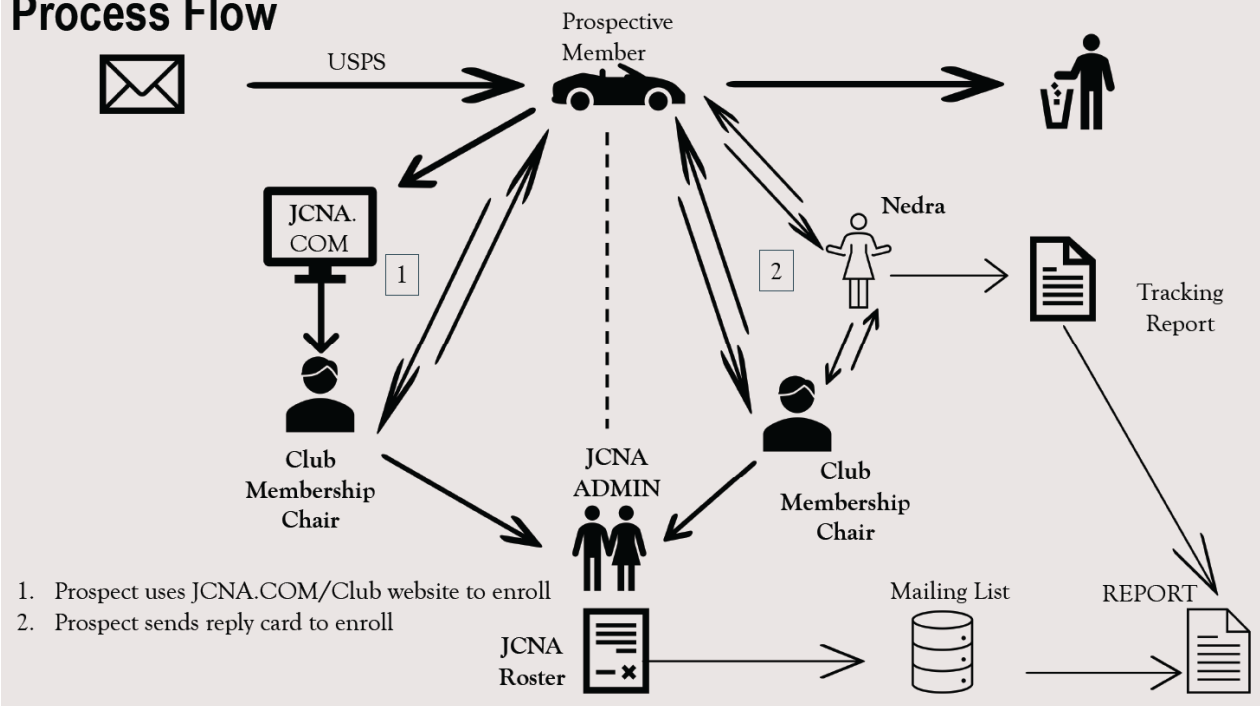 Process Flow
USPS
Prospective
Member
JCNA.
COM
1
2
Nedra
Tracking
Report
Club
Membership
Chair
JCNA
ADMIN
Club
Membership
Chair
1. Prospect uses JCNA.COM/Club website to enroll
2. Prospect sends reply card to enroll
JCNA
Roster
Mailing List
REPORT